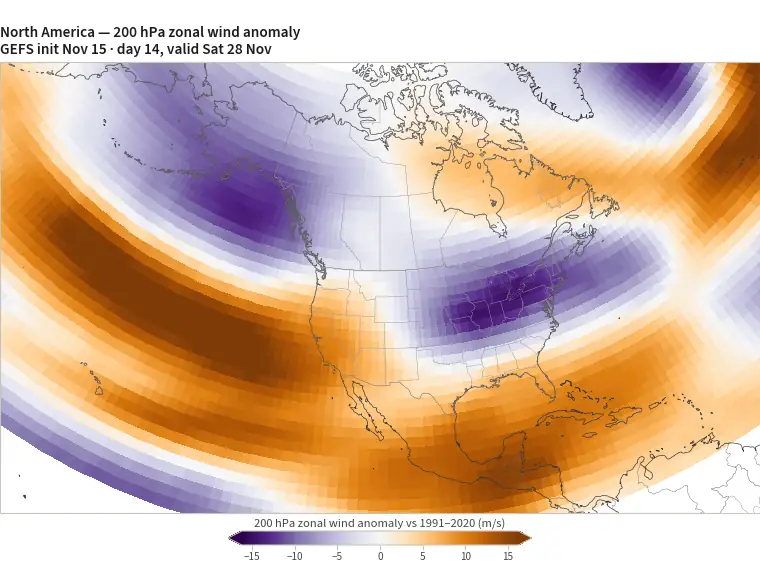 North America — 200 hPa zonal wind anomaly
GEFS init Nov 15 · day 14, valid Sat 28 Nov
200 hPa zonal wind anomaly vs 1991–2020 (m/s)
−15 −10 −5 0 5 10 15